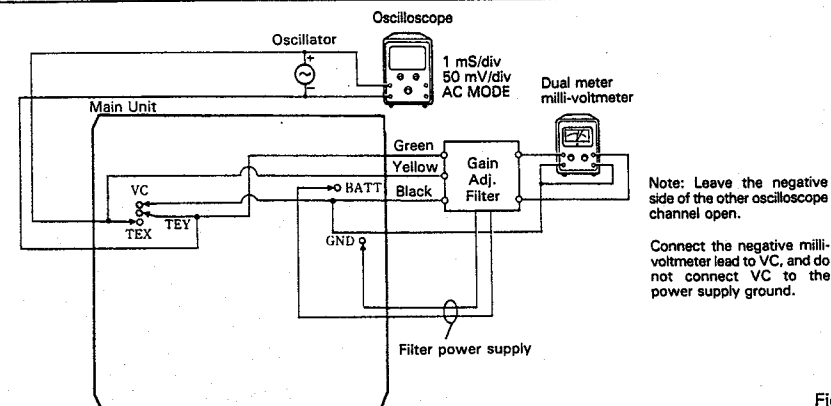 Oscilloscope
Oscillator
+
−
1 mS/div
50 mV/div
AC MODE
Dual meter
milli-voltmeter
Main Unit
Green
Yellow
Black
Gain
Adj.
Filter
VC
TEX
TEY
BATT
GND
Filter power supply
Note: Leave the negative
side of the other oscilloscope
channel open.
Connect the negative milli-
voltmeter lead to VC, and do
not connect VC to the
power supply ground.
Fi